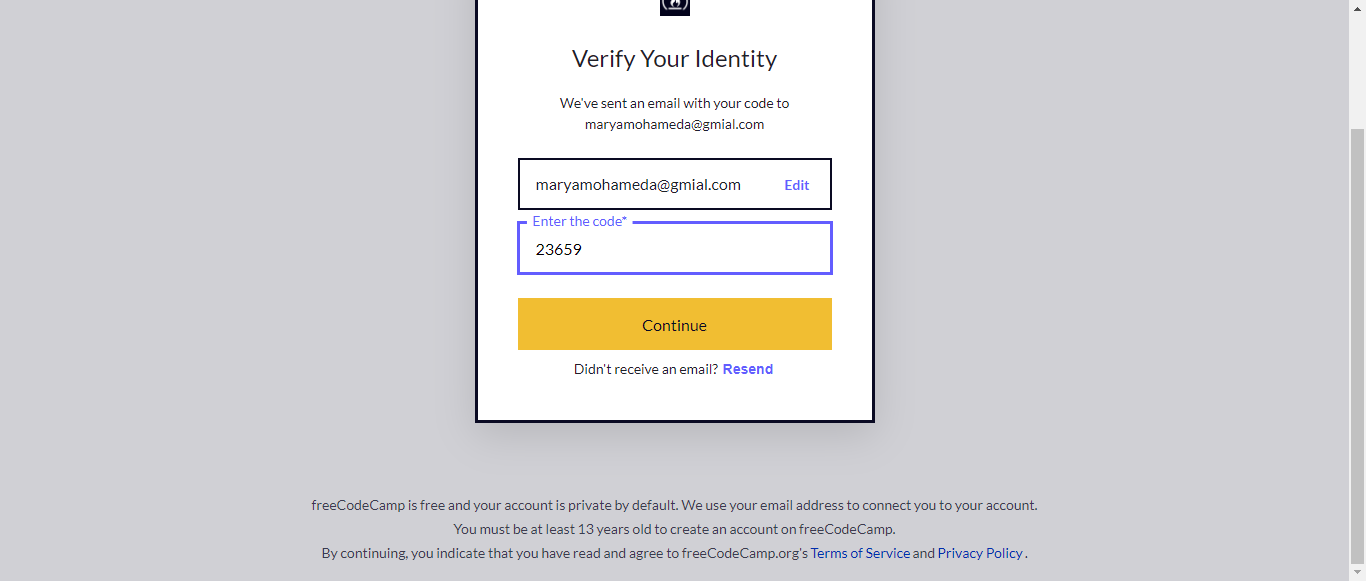 Verify Your Identity
We've sent an email with your code to
maryamohameda@gmial.com
maryamohameda@gmial.com Edit
Enter the code*
23659
Continue
Didn't receive an email? Resend
freeCodeCamp is free and your account is private by default. We use your email address to connect you to your account.
You must be at least 13 years old to create an account on freeCodeCamp.
By continuing, you indicate that you have read and agree to freeCodeCamp.org's Terms of Service and Privacy Policy .